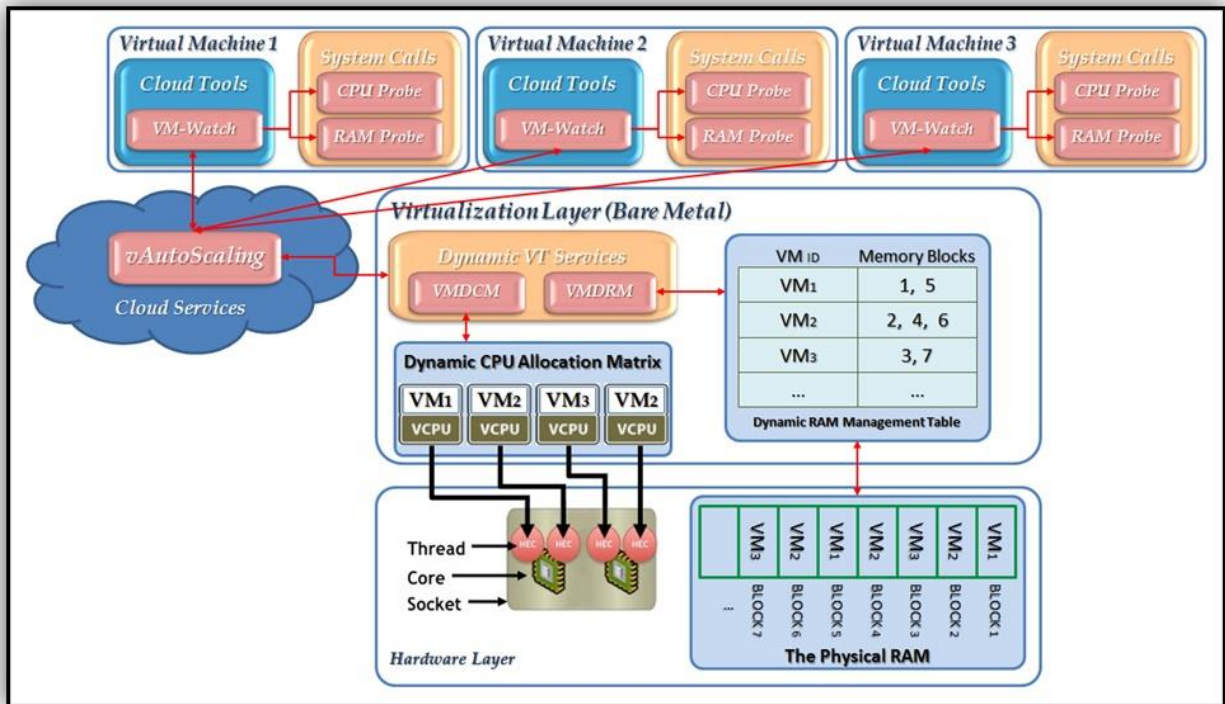 Virtual Machine 1
System Calls
Cloud Tools
CPU Probe
VM-Watch
RAM Probe
Virtual Machine 2
System Calls
Cloud Tools
CPU Probe
VM-Watch
RAM Probe
Virtual Machine 3
System Calls
Cloud Tools
CPU Probe
VM-Watch
RAM Probe
vAutoScaling
Cloud Services
Virtualization Layer (Bare Metal)
Dynamic VT Services
VMDCM
VMDRM
VM ID Memory Blocks
VM1 1, 5
VM2 2, 4, 6
VM3 3, 7
... ...
Dynamic RAM Management Table
Dynamic CPU Allocation Matrix
VM1 VM2 VM3 VM2
VCPU VCPU VCPU VCPU
HEC HEC HEC HEC
Thread
Core
Socket
Hardware Layer
VM3 VM2 VM1 VM2 VM3 VM2 VM1
... BLOCK 7 BLOCK 6 BLOCK 5 BLOCK 4 BLOCK 3 BLOCK 2 BLOCK 1
The Physical RAM